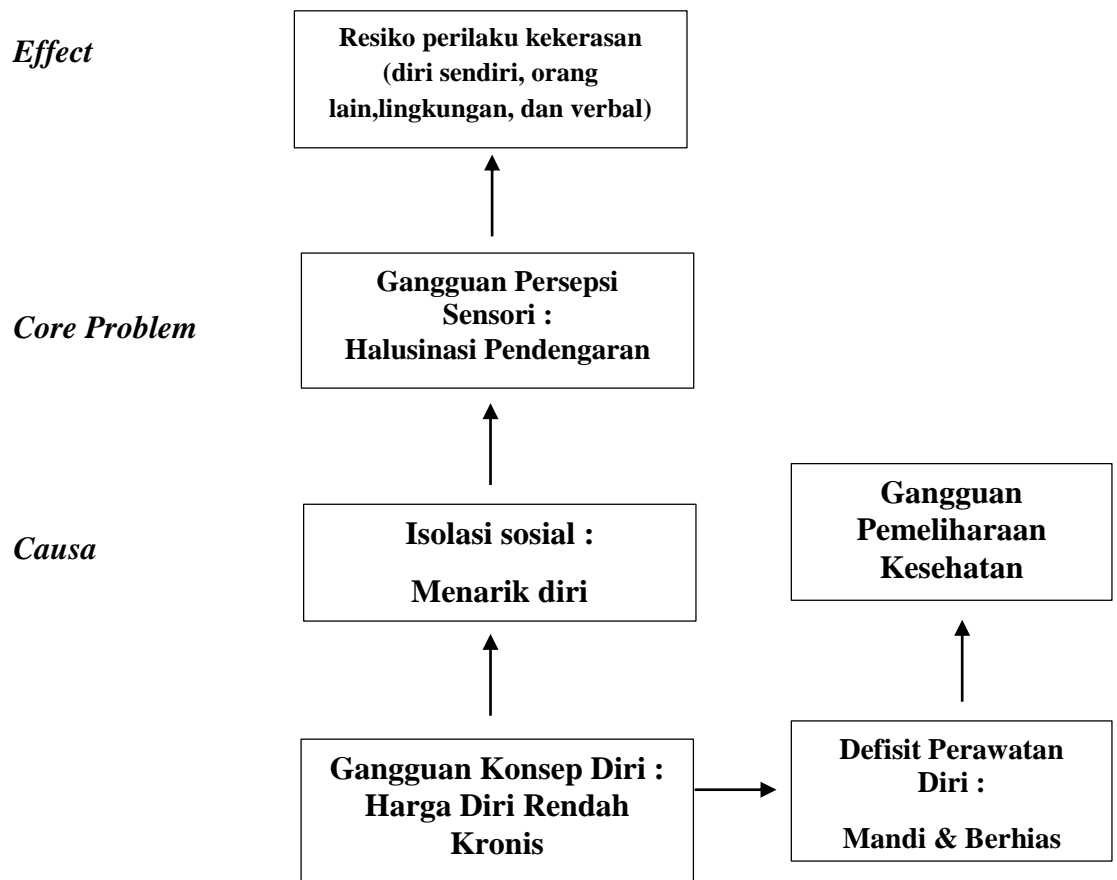 Effect
Resiko perilaku kekerasan
(diri sendiri, orang
lain,lingkungan, dan verbal)
Core Problem
Gangguan Persepsi
Sensori :
Halusinasi Pendengaran
Causa
Isolasi sosial :
Menarik diri
Gangguan
Pemeliharaan
Kesehatan
Gangguan Konsep Diri :
Harga Diri Rendah
Kronis
Defisit Perawatan
Diri :
Mandi & Berhias